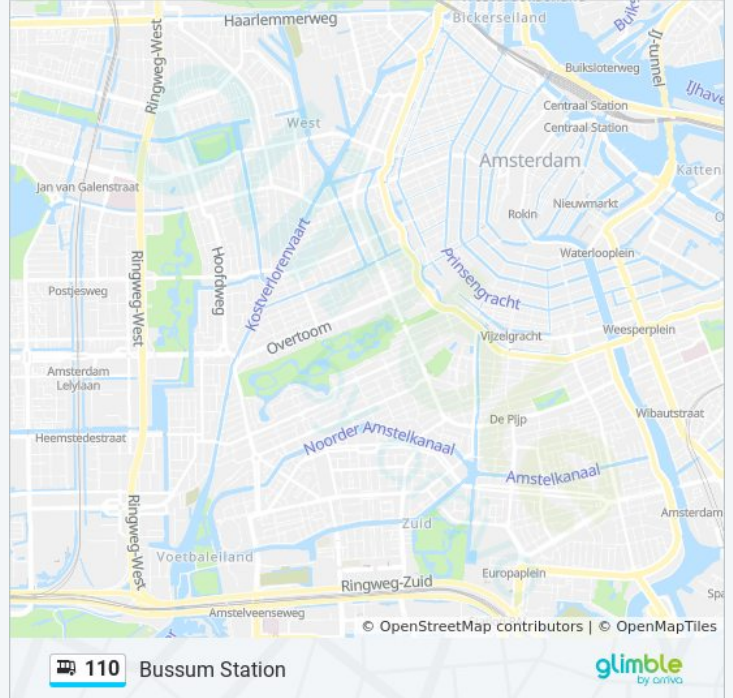 Haarlemmerweg
Bickerseiland
Buiks
IJ-tunnel
Ringweg-West
Buiksloterweg
IJhave
Centraal Station
West
Centraal Station
Amsterdam
Katten
Jan van Galenstraat
Nieuwmarkt
Rokin
O
Kostverlorenvaart
Hoofdweg
Waterlooplein
Ringweg-West
Prinsengracht
Postjesweg
Overtoom
Vijzelgracht
Weesperplein
Amsterdam
Lelylaan
De Pijp
Wibautstraat
Heemstedestraat
Noorder Amstelkanaal
Amstelkanaal
Ringweg-West
Amsterdam
Zuid
Voetbaleiland
Europaplein
Ringweg-Zuid
Spa
Amstelveenseweg
er
© OpenStreetMap contributors | © OpenMapTiles
110 Bussum Station
glimble
by arriva